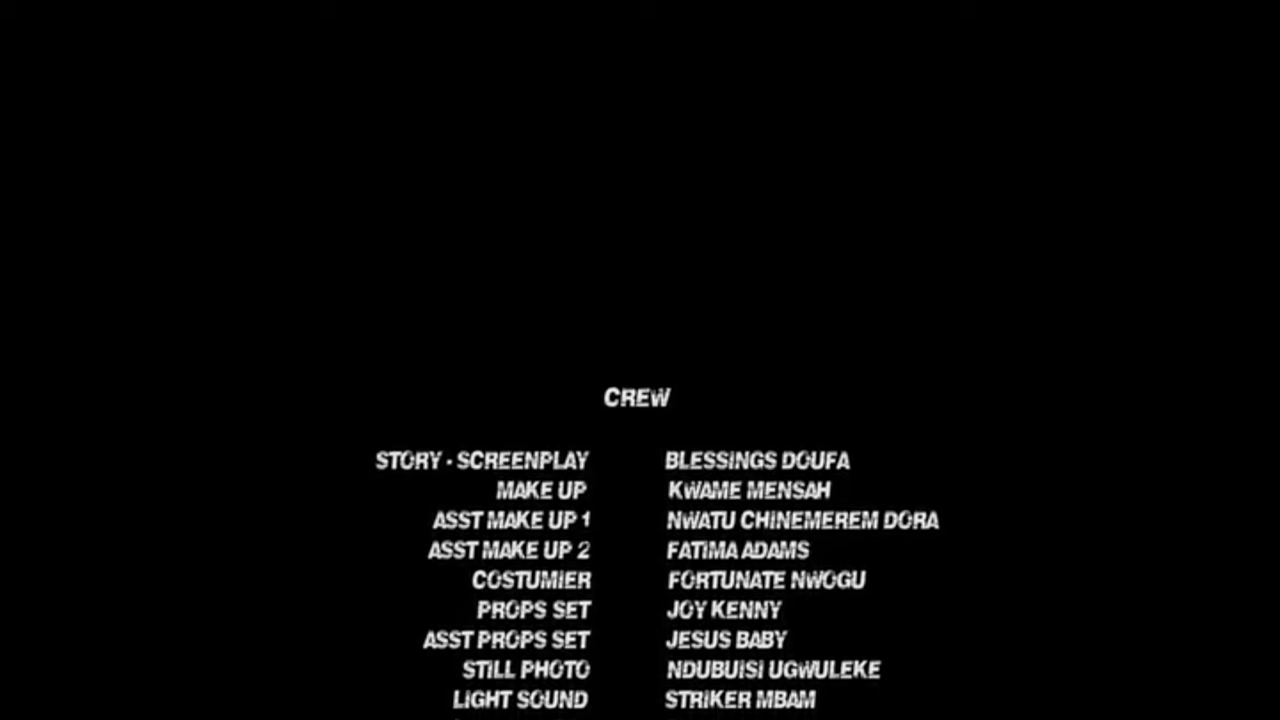 CREW
STORY - SCREENPLAY BLESSINGS DOUFA
MAKE UP KWAME MENSAH
ASST MAKE UP 1 NWATU CHINEMEREM DORA
ASST MAKE UP 2 FATIMA ADAMS
COSTUMIER FORTUNATE NWOGU
PROPS SET JOY KENNY
ASST PROPS SET JESUS BABY
STILL PHOTO NDUBUISI UGWULEKE
LIGHT SOUND STRIKER MBAM